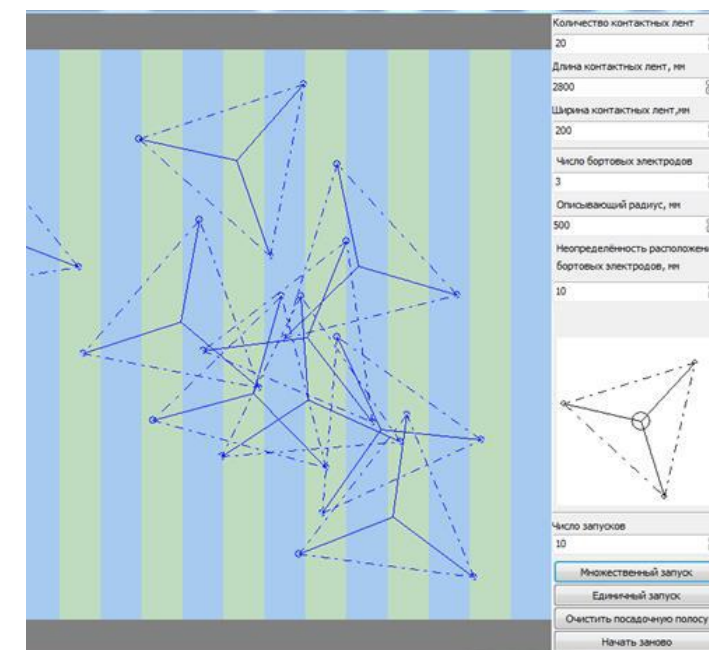 Количество контактных лент
20
Длина контактных лент, мм
2800
Ширина контактных лент,мм
200
Число бортовых электродов
3
Описывающий радиус, мм
500
Неопределённость расположени
бортовых электродов, мм
10
Число запусков
10
Множественный запуск
Единичный запуск
Очистить посадочную полосу
Начать заново